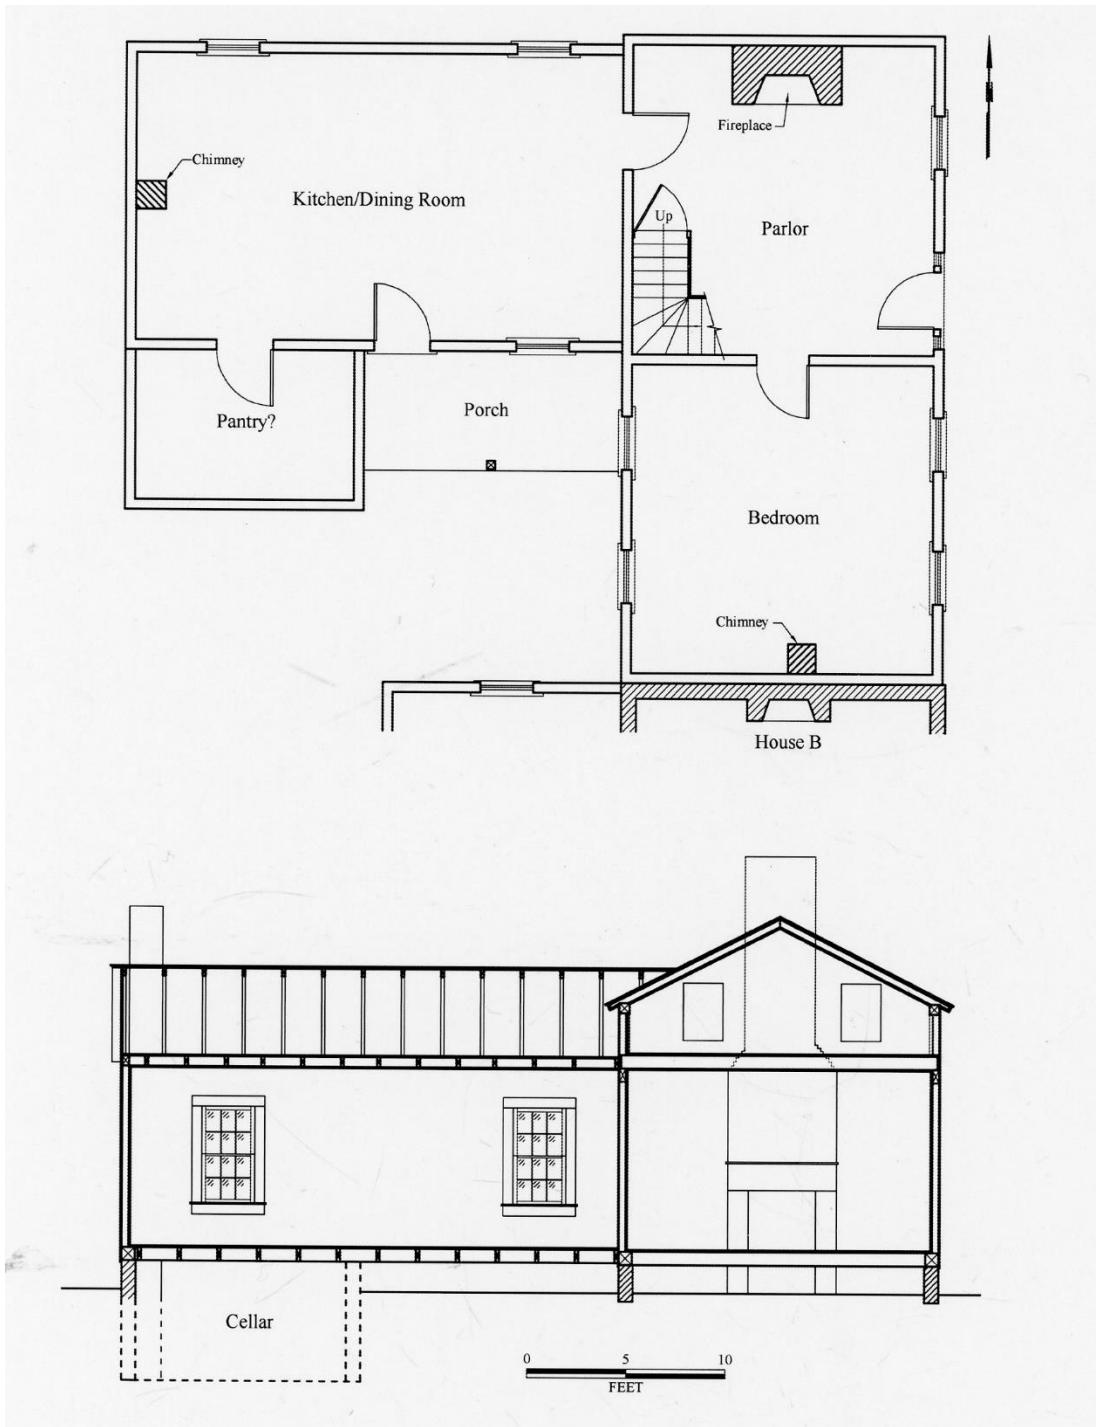 Fireplace
Chimney
Kitchen/Dining Room
Up
Parlor
Pantry?
Porch
Bedroom
Chimney
House B
Cellar
0 5 10
FEET